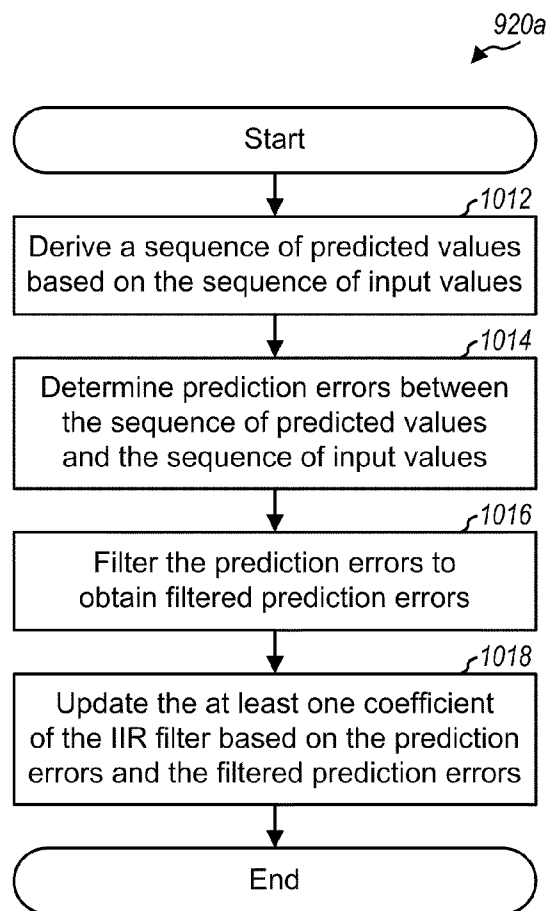 920a
Start
1012
Derive a sequence of predicted values
based on the sequence of input values
1014
Determine prediction errors between
the sequence of predicted values
and the sequence of input values
1016
Filter the prediction errors to
obtain filtered prediction errors
1018
Update the at least one coefficient
of the IIR filter based on the prediction
errors and the filtered prediction errors
End